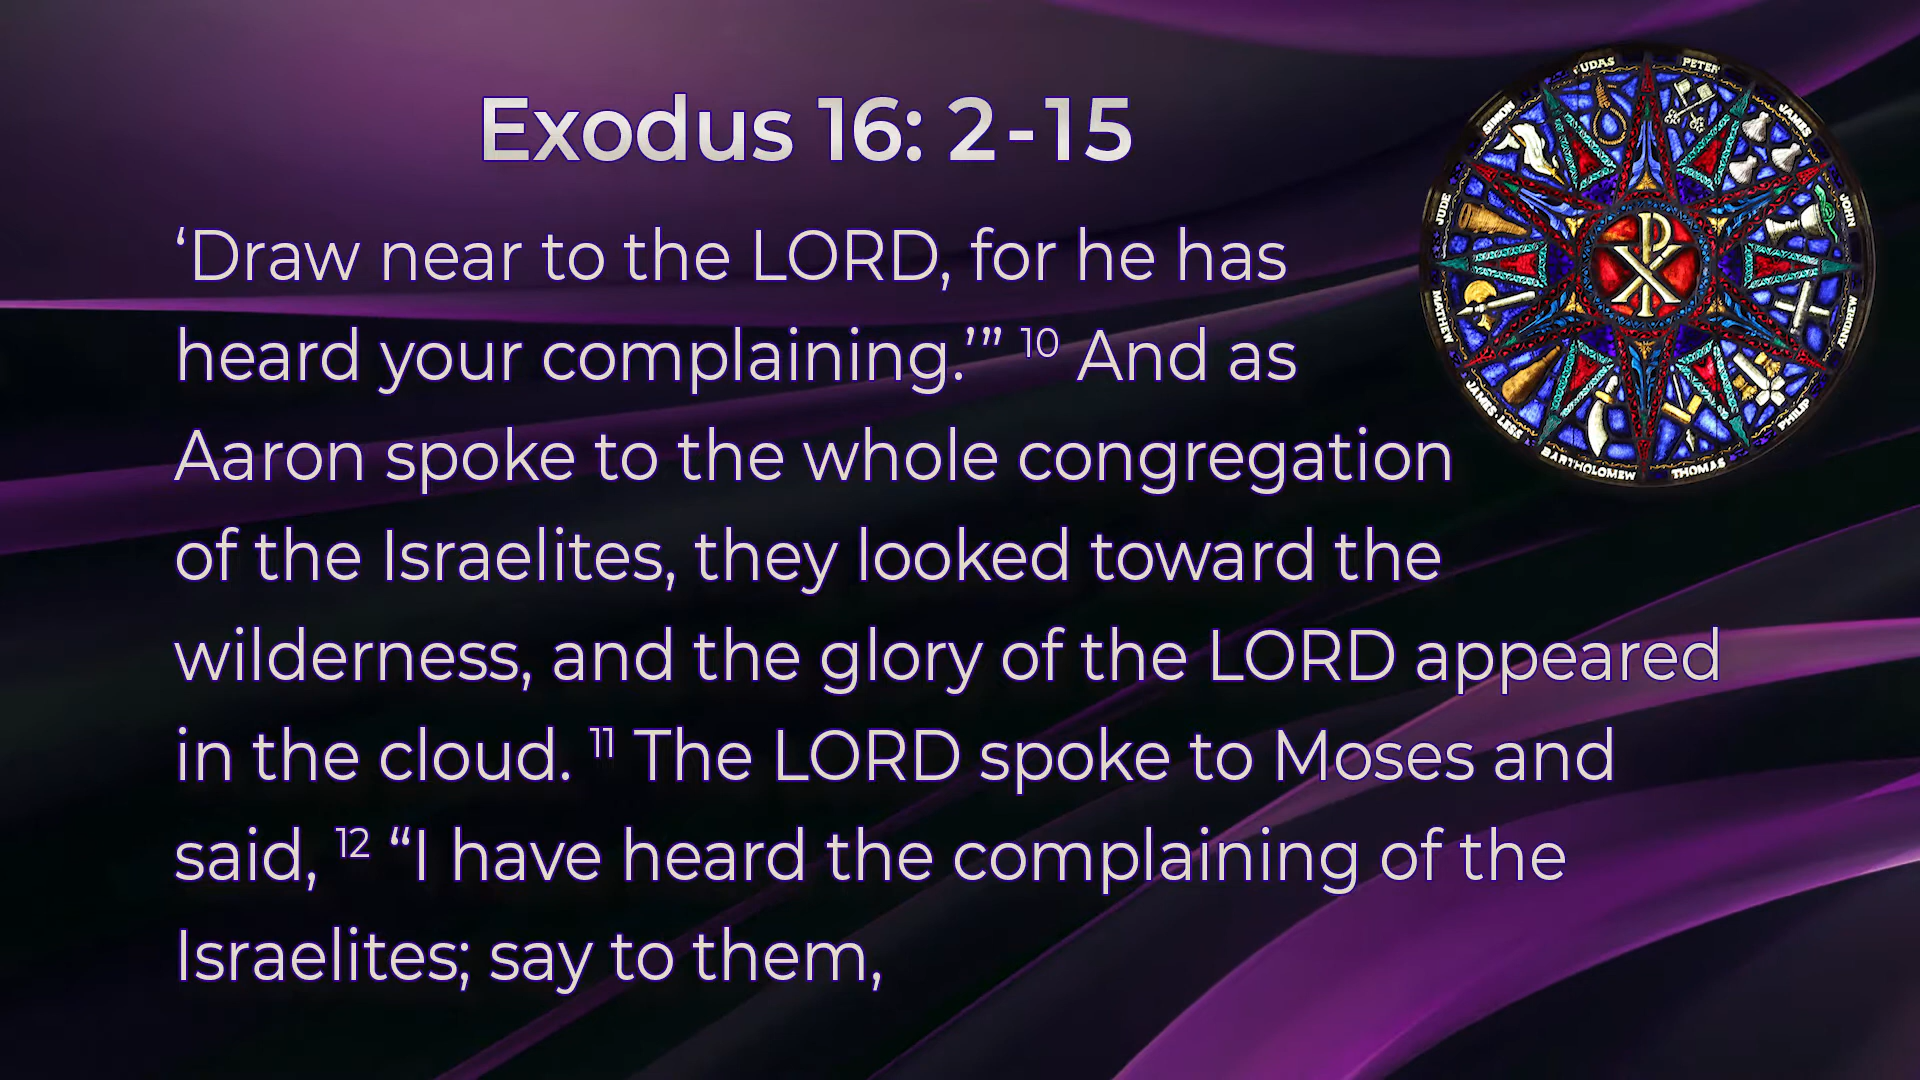 Exodus 16: 2-15
‘Draw near to the LORD, for he has
heard your complaining.’” 10 And as
Aaron spoke to the whole congregation
of the Israelites, they looked toward the
wilderness, and the glory of the LORD appeared
in the cloud. 11 The LORD spoke to Moses and
said, 12 “I have heard the complaining of the
Israelites; say to them,
JUDAS
PETER
JAMES
JOHN
ANDREW
PHILIP
THOMAS
BARTHOLOMEW
JAMES·LESS
MATHEW
JUDE
SIMON